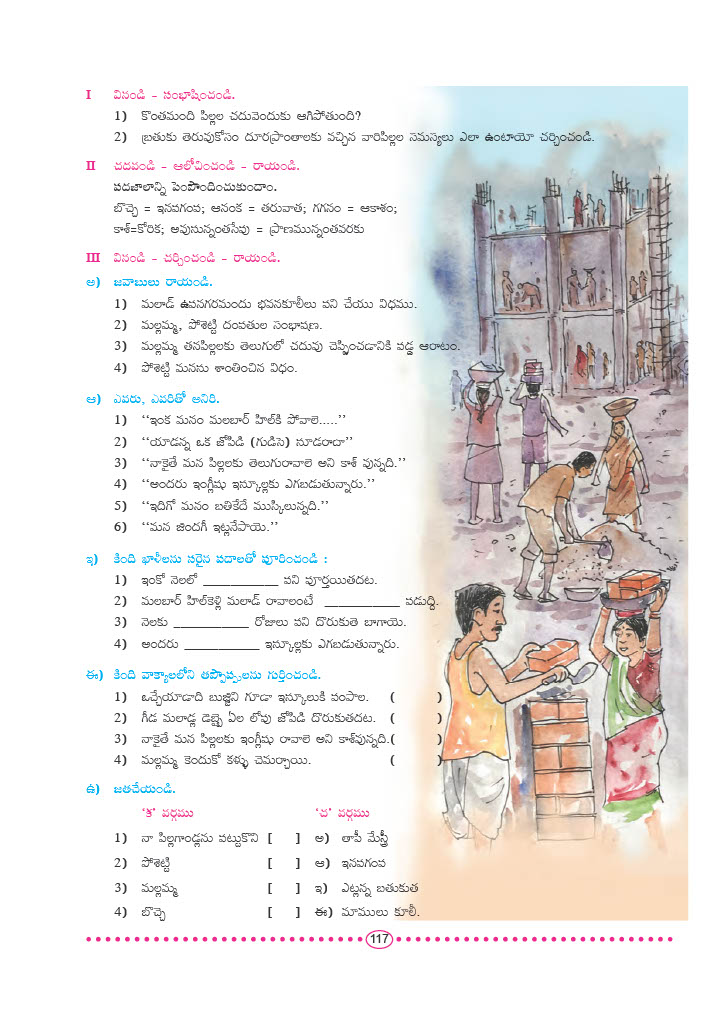 I వినండి - సంభాషించండి.
1) కొంతమంది పిల్లల చదువెందుకు ఆగిపోతుంది?
2) బ్రతుకు తెరువుకోసం దూరప్రాంతాలకు వచ్చిన వారిపిల్లల సమస్యలు ఎలా ఉంటాయో చర్చించండి.
II చదవండి - ఆలోచించండి - రాయండి.
పదజాలాన్ని పెంపొందించుకుందాం.
బొచ్చె = ఇనపగంప; ఆనంక = తరువాత; గగనం = ఆకాశం;
కాశ్=కోరిక; అవుసున్నంతసేపు = ప్రాణమున్నంతవరకు
III వినండి - చర్చించండి - రాయండి.
అ) జవాబులు రాయండి.
1) మలాడ్ ఉపనగరమందు భవనకూలీలు పని చేయు విధము.
2) మల్లమ్మ, పోశెట్టి దంపతుల సంభాషణ.
3) మల్లమ్మ తనపిల్లలకు తెలుగులో చదువు చెప్పించడానికి పడ్డ ఆరాటం.
4) పోశెట్టి మనసు శాంతించిన విధం.
ఆ) ఎవరు, ఎవరితో అనిరి.
1) ‘‘ఇంక మనం మలబార్ హిల్‌కి పోవాలె.....’’
2) ‘‘యాడన్న ఒక జోపిడి (గుడిసె) సూడరాదా’’
3) ‘‘నాకైతే మన పిల్లలకు తెలుగురావాలె అని కాశ్ వున్నది.’’
4) ‘‘అందరు ఇంగ్లీషు ఇస్కూల్లకు ఎగబడుతున్నారు.’’
5) ‘‘ఇదిగో మనం బతికేదే ముస్కిలున్నది.’’
6) ‘‘మన జిందగీ ఇట్లనేపాయె.’’
ఇ) కింది ఖాళీలను సరైన పదాలతో పూరించండి :
1) ఇంకో నెలలో ___________ పని పూర్తయితదట.
2) మలబార్ హిల్‌కెళ్లి మలాడ్ రావాలంటే ___________ పడుద్ది.
3) నెలకు ___________ రోజులు పని దొరుకుతె బాగాయె.
4) అందరు ___________ ఇస్కూల్లకు ఎగబడుతున్నారు.
ఈ) కింది వాక్యాలలోని తప్పొప్పులను గుర్తించండి.
1) ఒచ్చేయాడాది బుజ్జిని గూడా ఇస్కూలుకి పంపాల. ( )
2) గీడ మలాడ్ల డెబ్బై ఏల లోపు జోపిడి దొరుకుతదట. ( )
3) నాకైతే మన పిల్లలకు ఇంగ్లీషు రావాలె అని కాశ్‌వున్నది.( )
4) మల్లమ్మ కెందుకో కళ్ళు చెమర్చాయి. ( )
ఉ) జతచేయండి.
‘క’ వర్గము ‘చ’ వర్గము
1) నా పిల్లగాండ్లను పట్టుకొని [ ] అ) తాపీ మేస్త్రీ
2) పోశెట్టి [ ] ఆ) ఇనపగంప
3) మల్లమ్మ [ ] ఇ) ఎట్లన్న బతుకుత
4) బొచ్చె [ ] ఈ) మాములు కూలీ.
117